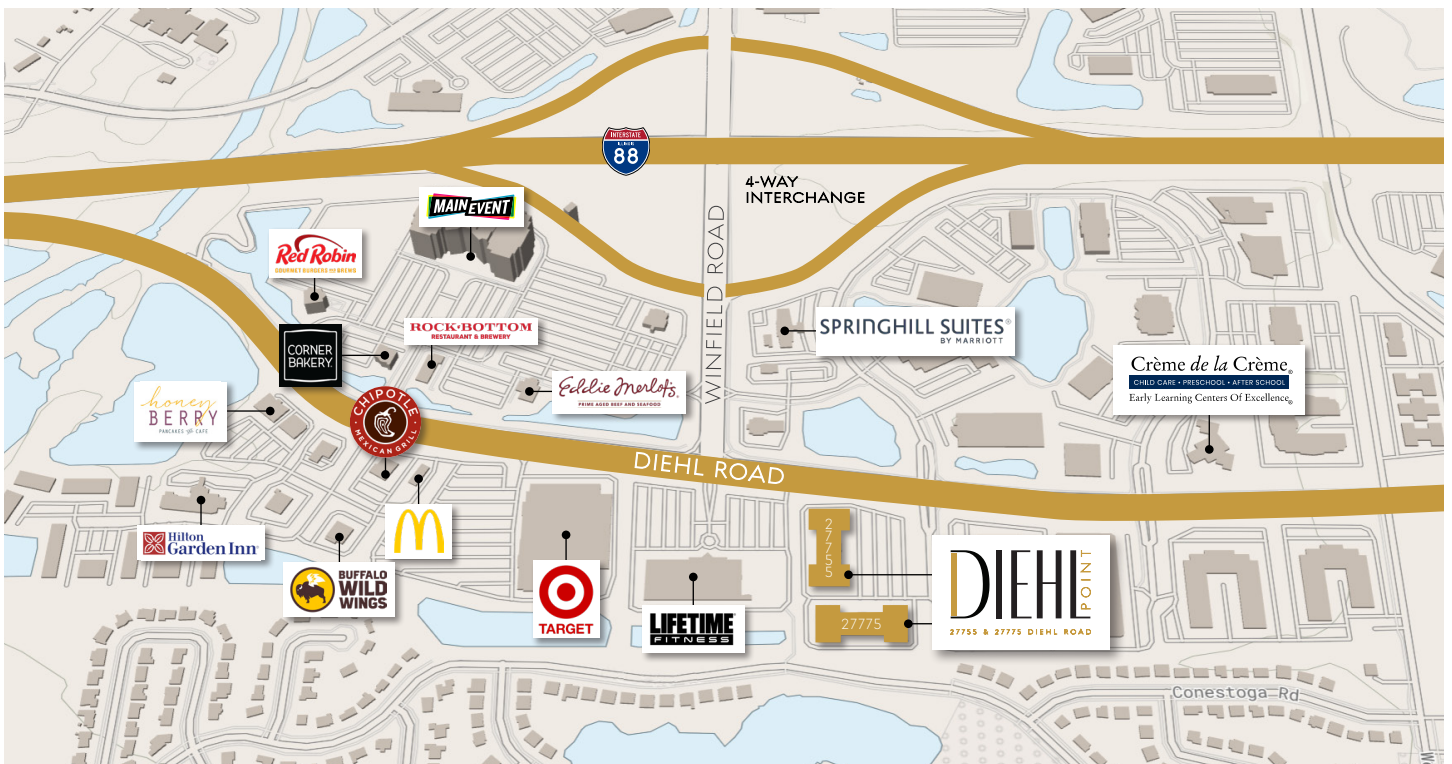 INTERSTATE
ILLINOIS
88
4-WAY
INTERCHANGE
MAIN EVENT
WINFIELD ROAD
Red Robin
GOURMET BURGERS AND BREWS
ROCK•BOTTOM
RESTAURANT & BREWERY
SPRINGHILL SUITES®
BY MARRIOTT
CORNER
BAKERY
Crème de la Crème®
CHILD CARE • PRESCHOOL • AFTER SCHOOL
Early Learning Centers Of Excellence®
Eddie Merlot's
PRIME AGED BEEF AND SEAFOOD
honey
BERRY
PANCAKES CAFE
CHIPOTLE
MEXICAN GRILL
DIEHL ROAD
Hilton
Garden Inn®
BUFFALO
WILD
WINGS
TARGET
LIFETIME
FITNESS
27755
27775
DIEHL
POINT
27755 & 27775 DIEHL ROAD
Conestoga Rd